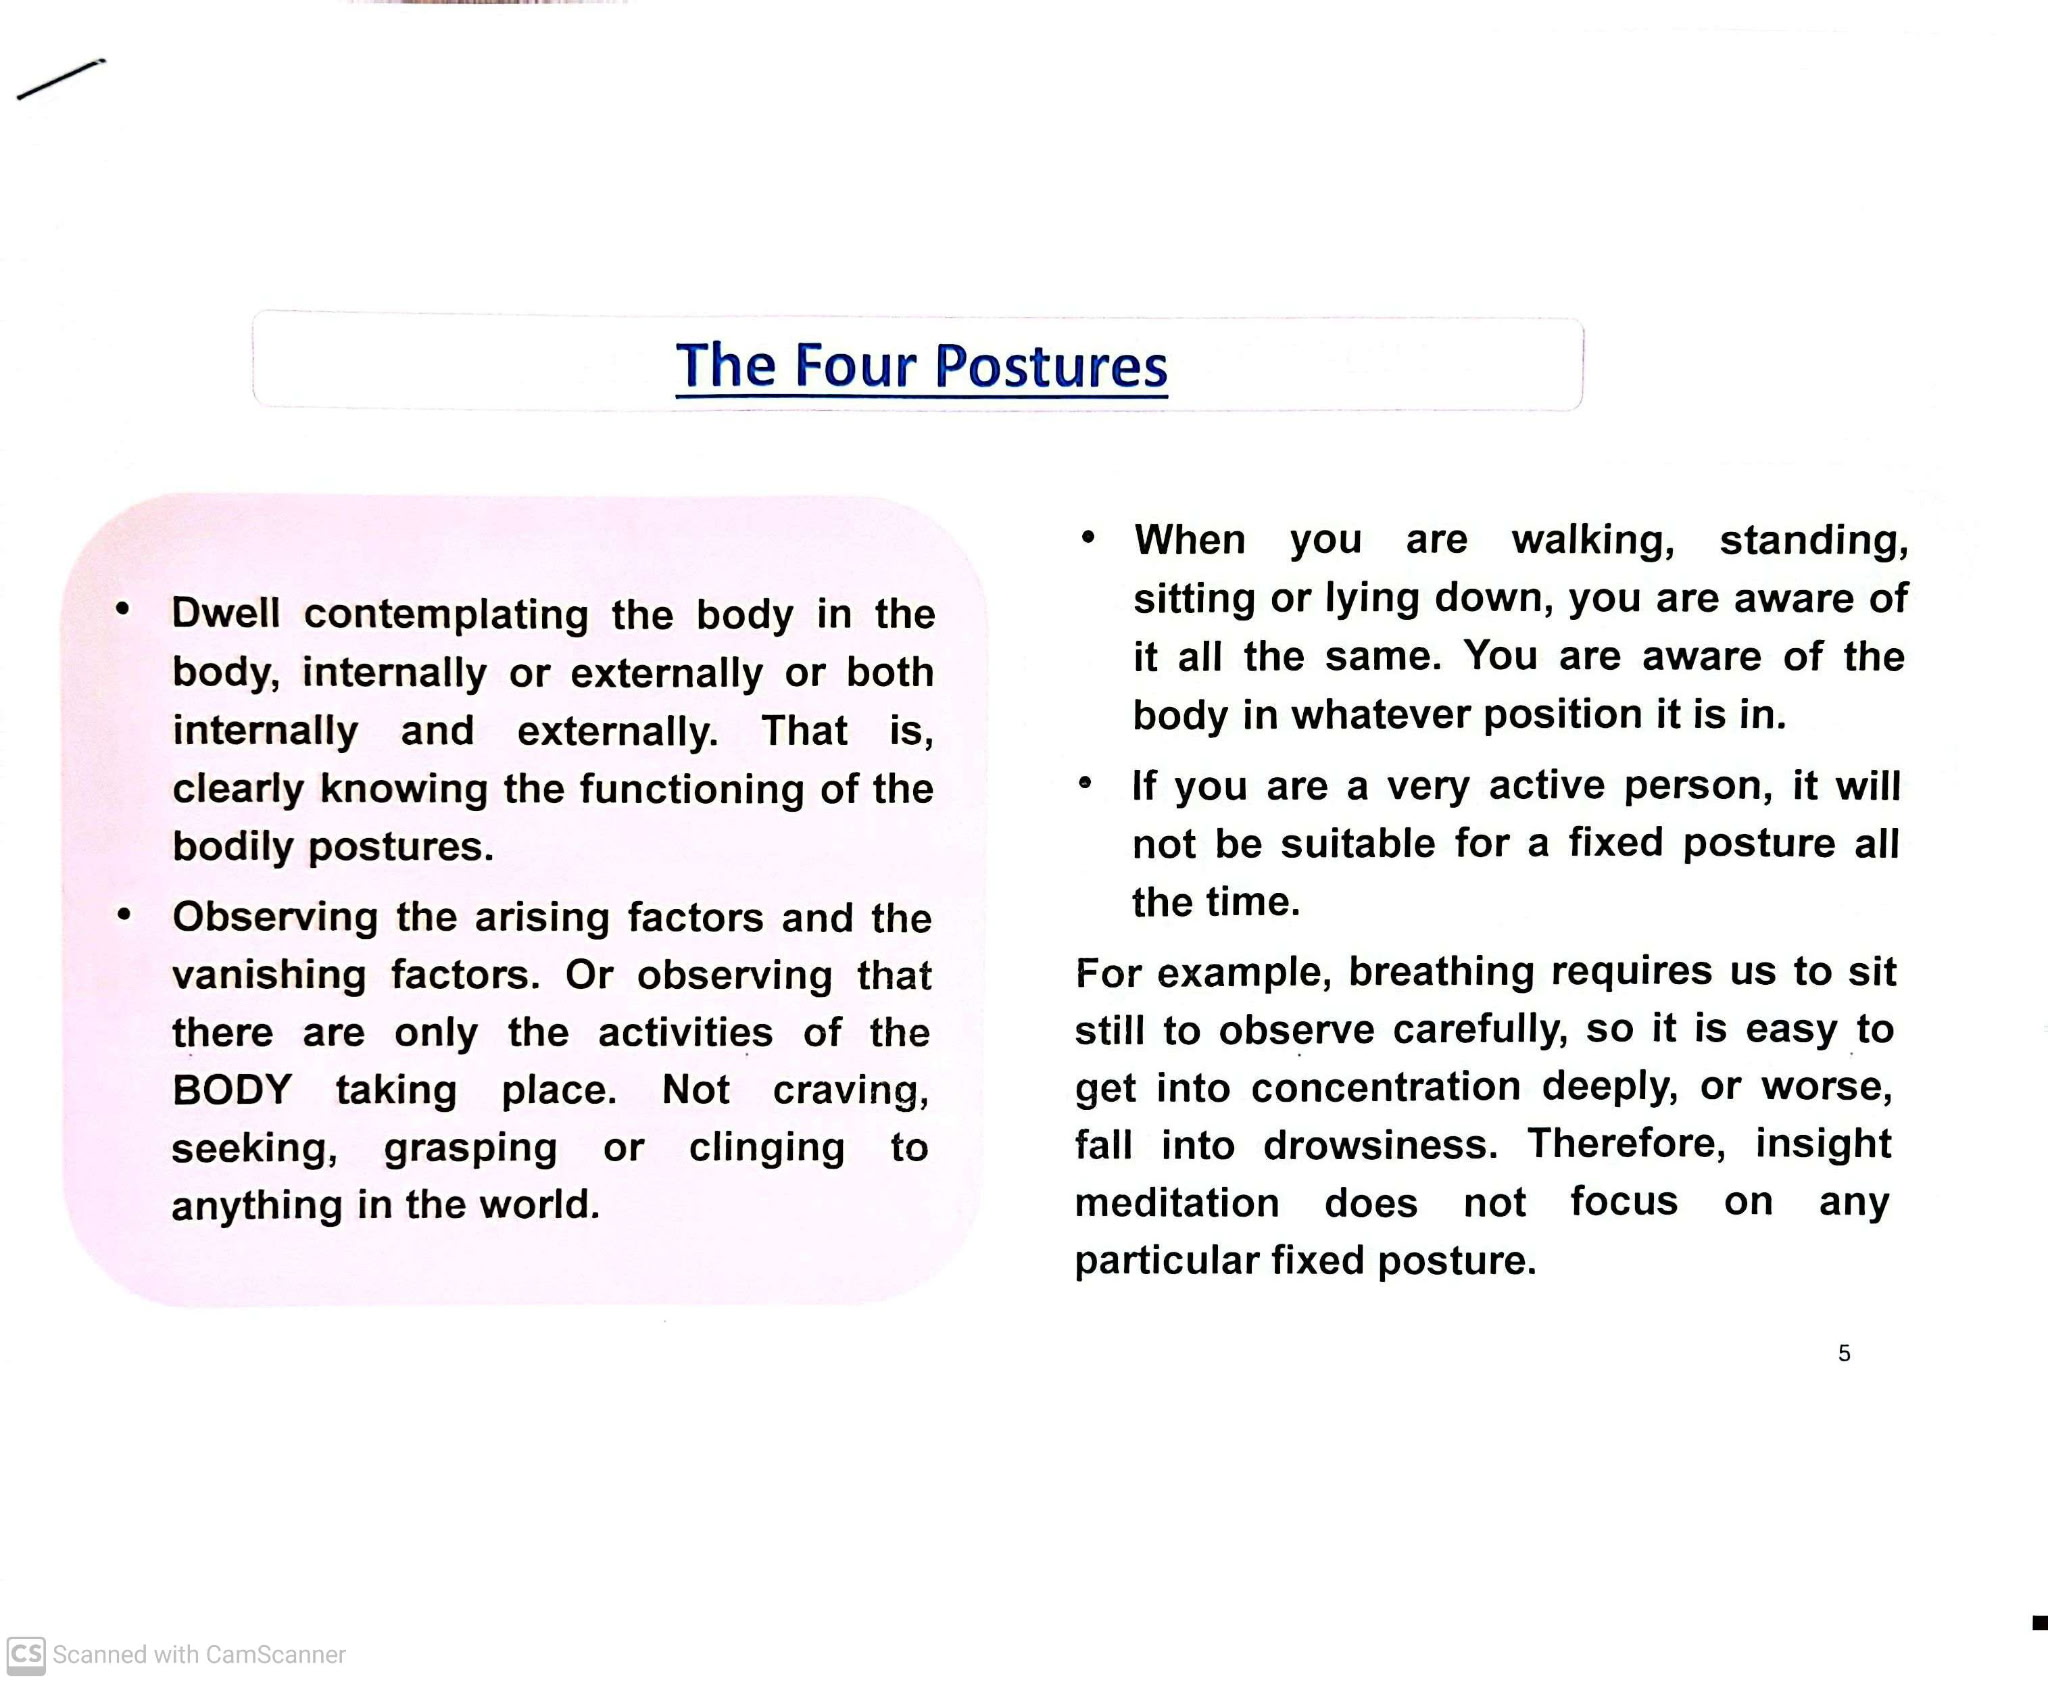 The Four Postures
• Dwell contemplating the body in the
body, internally or externally or both
internally and externally. That is,
clearly knowing the functioning of the
bodily postures.
• Observing the arising factors and the
vanishing factors. Or observing that
there are only the activities of the
BODY taking place. Not craving,
seeking, grasping or clinging to
anything in the world.
• When you are walking, standing,
sitting or lying down, you are aware of
it all the same. You are aware of the
body in whatever position it is in.
• If you are a very active person, it will
not be suitable for a fixed posture all
the time.
For example, breathing requires us to sit
still to observe carefully, so it is easy to
get into concentration deeply, or worse,
fall into drowsiness. Therefore, insight
meditation does not focus on any
particular fixed posture.
5
CS Scanned with CamScanner